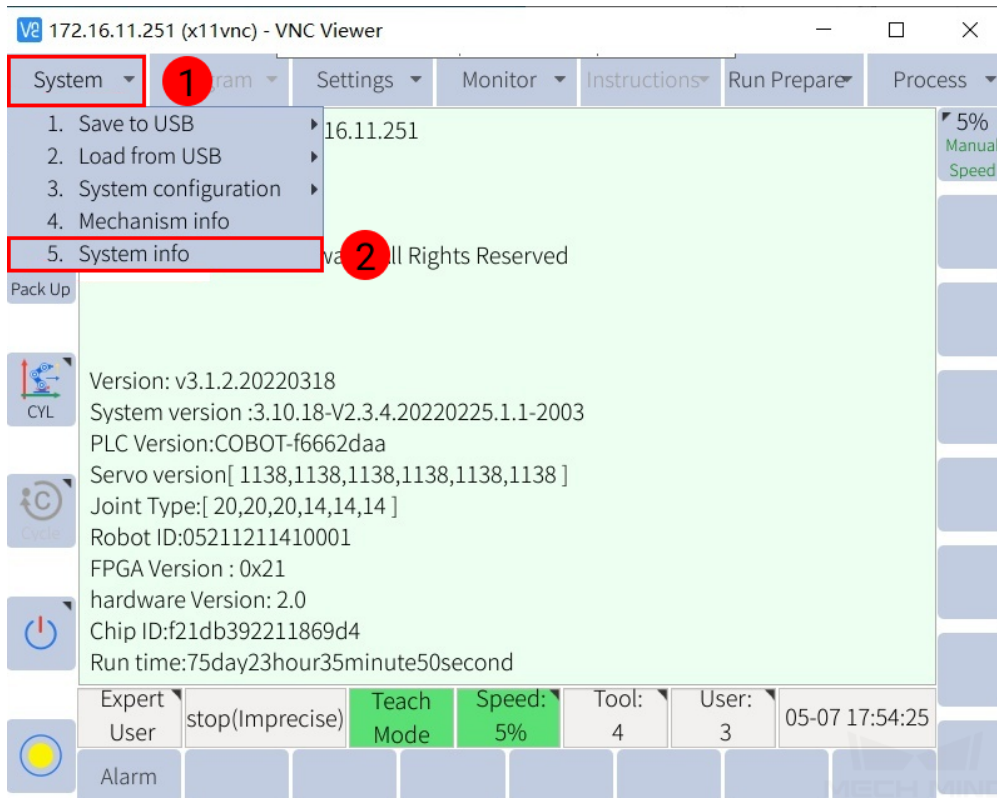 172.16.11.251 (x11vnc) - VNC Viewer
System
1
Settings
Monitor
Instructions
Run Prepare
Process
1. Save to USB
2. Load from USB
3. System configuration
4. Mechanism info
5. System info
2
16.11.251
ll Rights Reserved
5%
Manual
Speed
Pack Up
CYL
Cycle
Version: v3.1.2.20220318
System version :3.10.18-V2.3.4.20220225.1.1-2003
PLC Version:COBOT-f6662daa
Servo version[ 1138,1138,1138,1138,1138,1138 ]
Joint Type:[ 20,20,20,14,14,14 ]
Robot ID:05211211410001
FPGA Version : 0x21
hardware Version: 2.0
Chip ID:f21db392211869d4
Run time:75day23hour35minute50second
Expert User
stop(Imprecise)
Teach Mode
Speed: 5%
Tool: 4
User: 3
05-07 17:54:25
Alarm
MECH MIND